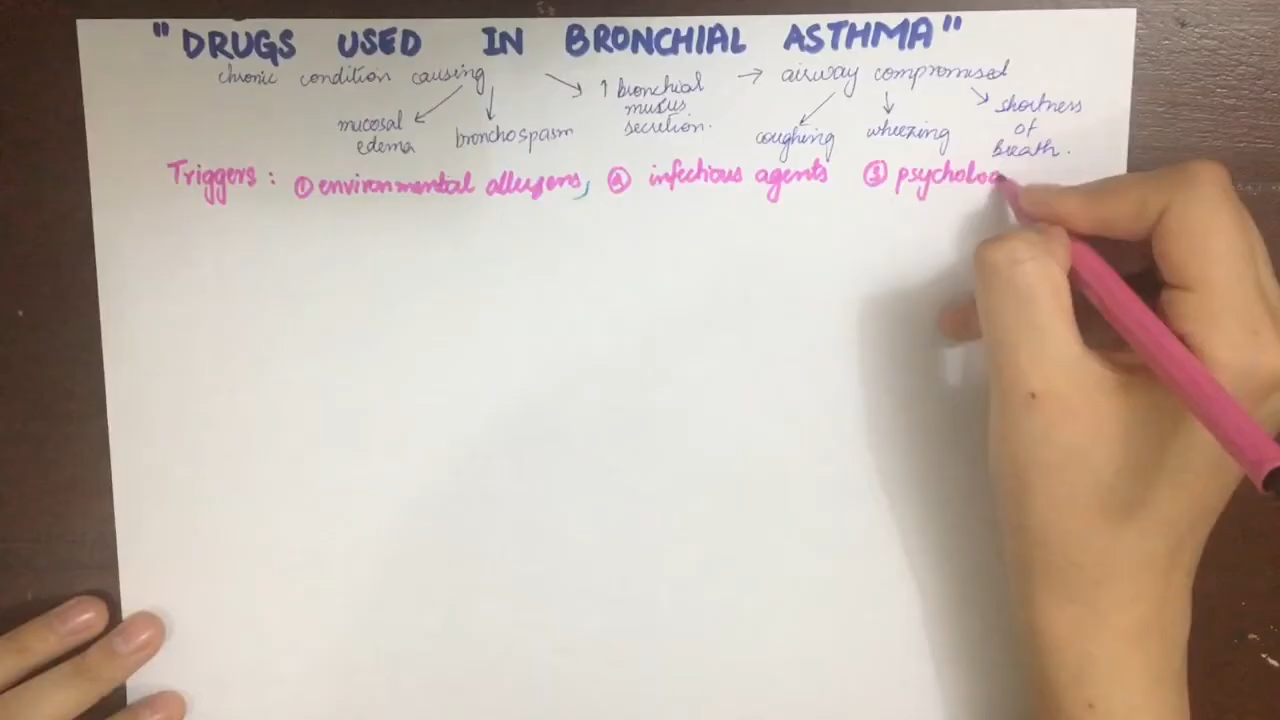 "DRUGS USED IN BRONCHIAL ASTHMA"
chronic condition causing
mucosal
edema
bronchospasm
↑ bronchial
mucus
secretion.
→ airway compromised
coughing
wheezing
shortness
of
breath.
Triggers : ① environmental allergens, ② infectious agents ③ psycholog